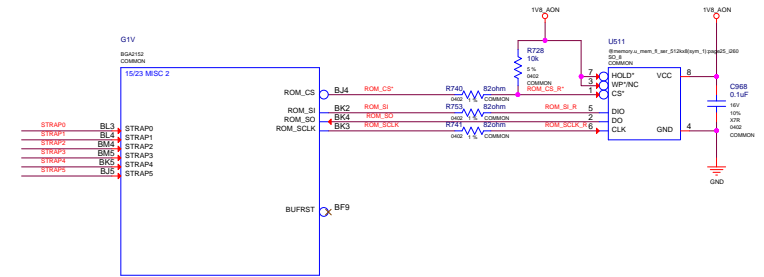 1V8_AON
1V8_AON
G1V
BGA2152
COMMON
15/23 MISC 2
R728
10k
5 %
0402
COMMON
U511
@memory.u_mem_fl_ser_512kx8(sym_1):page25_i260
SO_8
COMMON
7 HOLD* VCC 8
3 WP*/NC
1 CS*
5 DIO
2 DO
6 CLK GND 4
C968
0.1uF
16V
10%
X7R
0402
COMMON
GND
ROM_CS BJ4 ROM_CS* R740 82ohm ROM_CS_R*
0402 1 % COMMON
ROM_SI BK2 ROM_SI R753 82ohm ROM_SI_R
ROM_SO BK4 ROM_SO
0402 1 % COMMON
ROM_SCLK BK3 ROM_SCLK R741 82ohm ROM_SCLK_R
0402 1 % COMMON
STRAP0 BL3 STRAP0
STRAP1 BL4 STRAP1
STRAP2 BM4 STRAP2
STRAP3 BM5 STRAP3
STRAP4 BK5 STRAP4
STRAP5 BJ5 STRAP5
BUFRST BF9